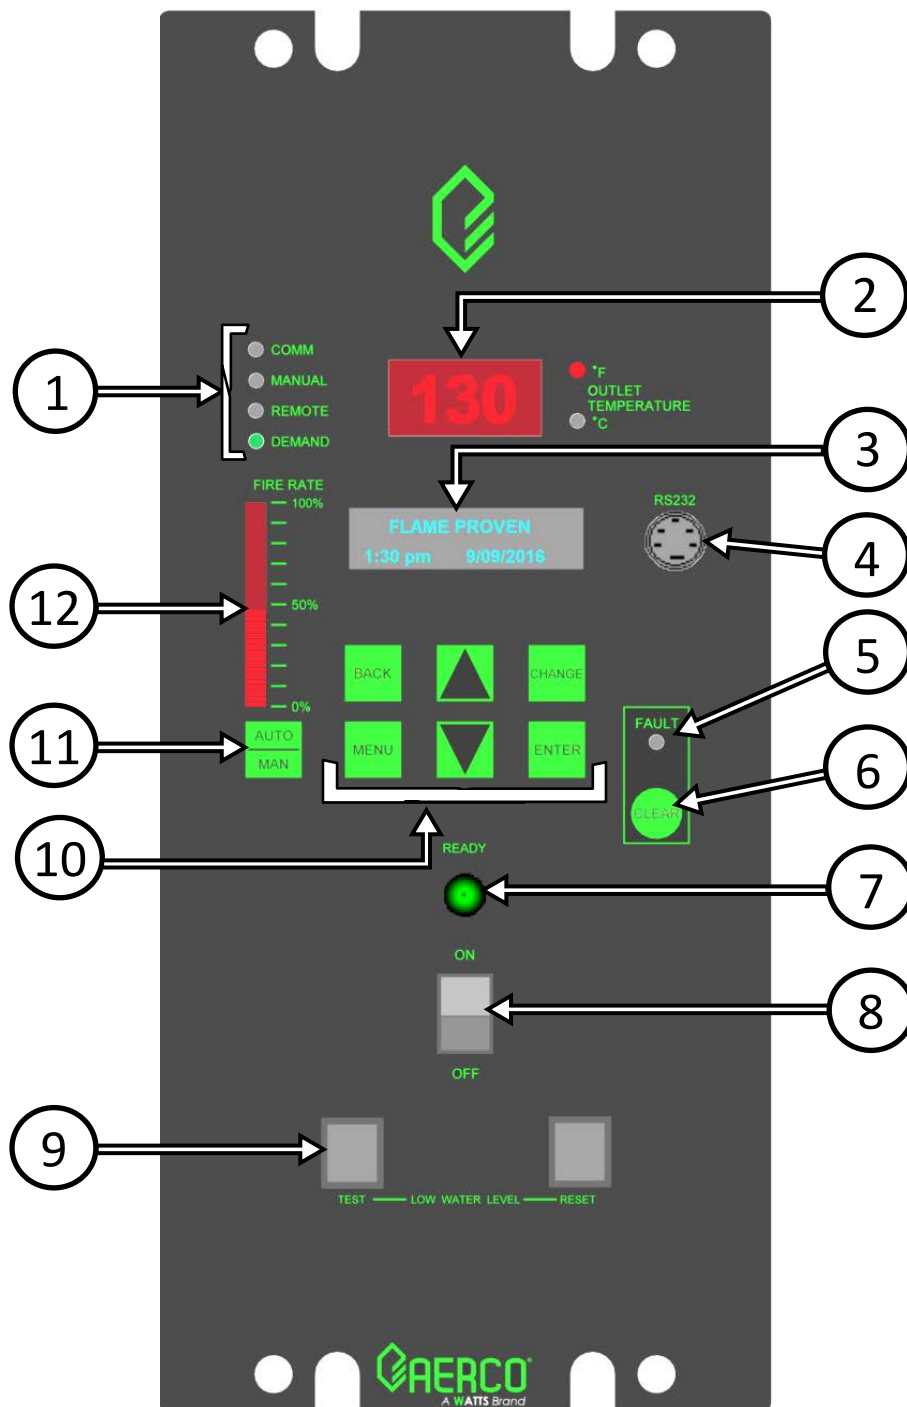 2
1
COMM
MANUAL
REMOTE
DEMAND
130
°F
OUTLET
TEMPERATURE
°C
3
FIRE RATE
100%
50%
0%
FLAME PROVEN
1:30 pm 9/09/2016
RS232
4
12
BACK
CHANGE
MENU
ENTER
5
FAULT
CLEAR
6
11
AUTO
MAN
10
READY
7
ON
OFF
8
9
TEST LOW WATER LEVEL RESET
AERCO
A WATTS Brand